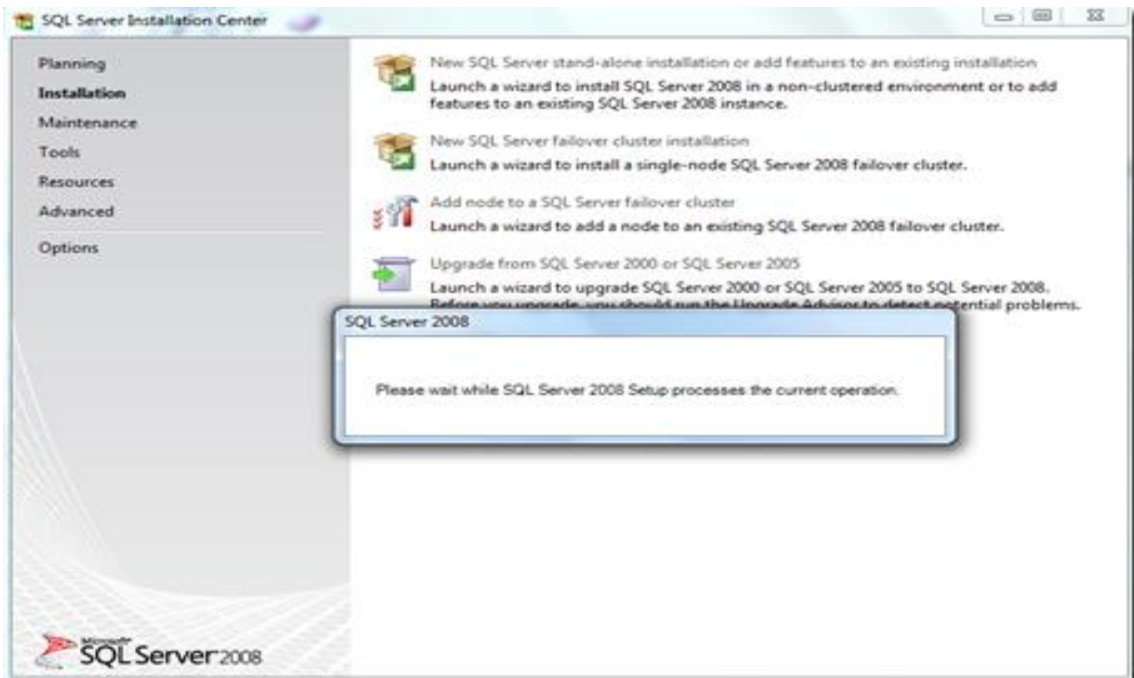 SQL Server Installation Center
Planning
Installation
Maintenance
Tools
Resources
Advanced
Options
New SQL Server stand-alone installation or add features to an existing installation
Launch a wizard to install SQL Server 2008 in a non-clustered environment or to add
features to an existing SQL Server 2008 instance.
New SQL Server failover cluster installation
Launch a wizard to install a single-node SQL Server 2008 failover cluster.
Add node to a SQL Server failover cluster
Launch a wizard to add a node to an existing SQL Server 2008 failover cluster.
Upgrade from SQL Server 2000 or SQL Server 2005
Launch a wizard to upgrade SQL Server 2000 or SQL Server 2005 to SQL Server 2008.
Before you upgrade, you should run the Upgrade Advisor to detect potential problems.
SQL Server 2008
Please wait while SQL Server 2008 Setup processes the current operation.
Microsoft
SQL Server 2008